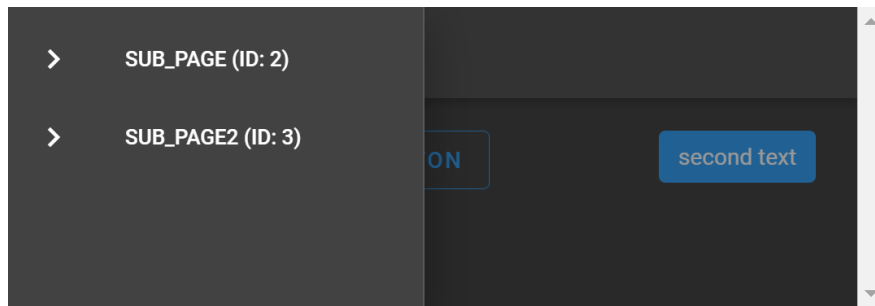 SUB_PAGE (ID: 2)
SUB_PAGE2 (ID: 3)
ON
second text